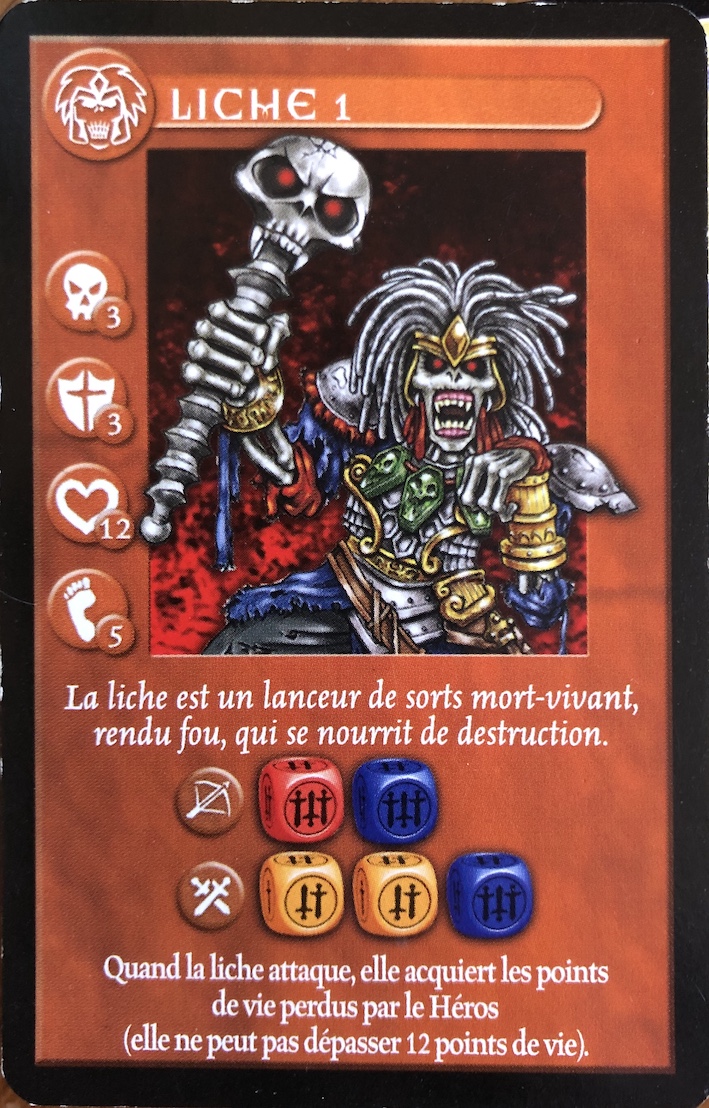 LICHE 1
3
3
12
5
La liche est un lanceur de sorts mort-vivant,
rendu fou, qui se nourrit de destruction.
Quand la liche attaque, elle acquiert les points
de vie perdus par le Héros
(elle ne peut pas dépasser 12 points de vie).